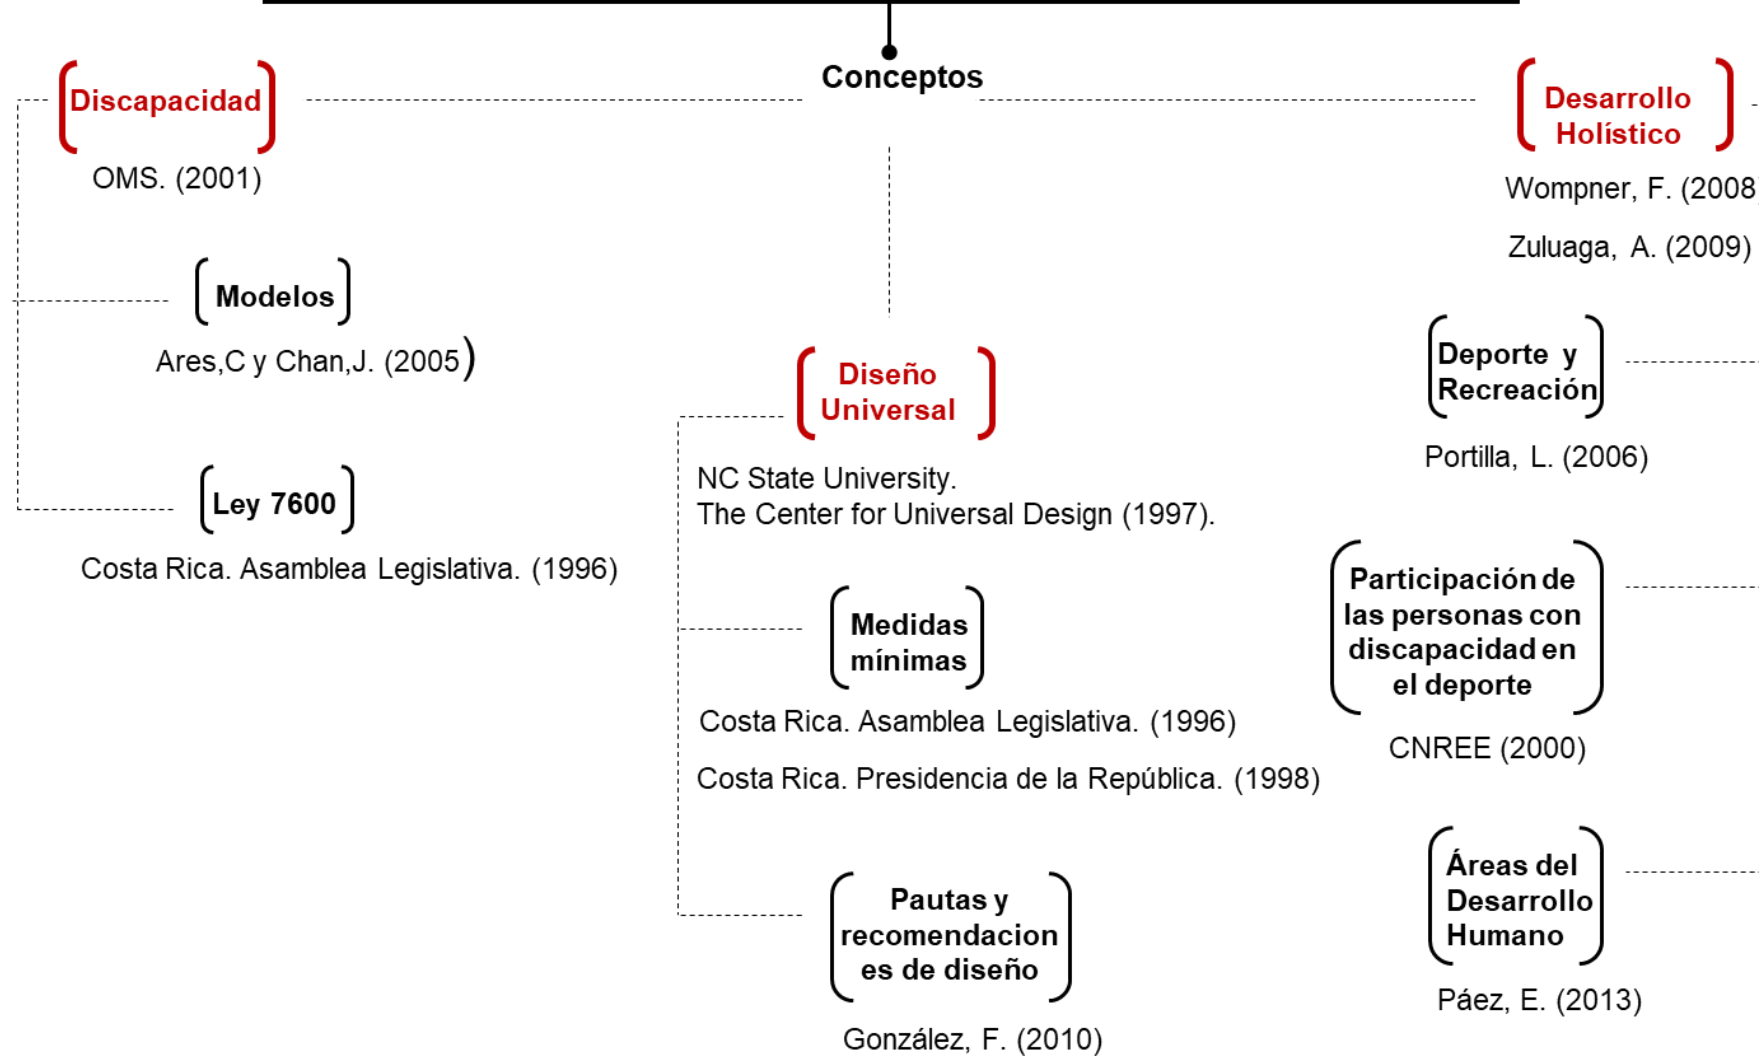 Conceptos
Discapacidad
OMS. (2001)
Modelos
Ares,C y Chan,J. (2005)
Ley 7600
Costa Rica. Asamblea Legislativa. (1996)
Diseño
Universal
NC State University.
The Center for Universal Design (1997).
Medidas
mínimas
Costa Rica. Asamblea Legislativa. (1996)
Costa Rica. Presidencia de la República. (1998)
Pautas y
recomendacion
es de diseño
González, F. (2010)
Desarrollo
Holístico
Wompner, F. (2008)
Zuluaga, A. (2009)
Deporte y
Recreación
Portilla, L. (2006)
Participación de
las personas con
discapacidad en
el deporte
CNREE (2000)
Áreas del
Desarrollo
Humano
Páez, E. (2013)